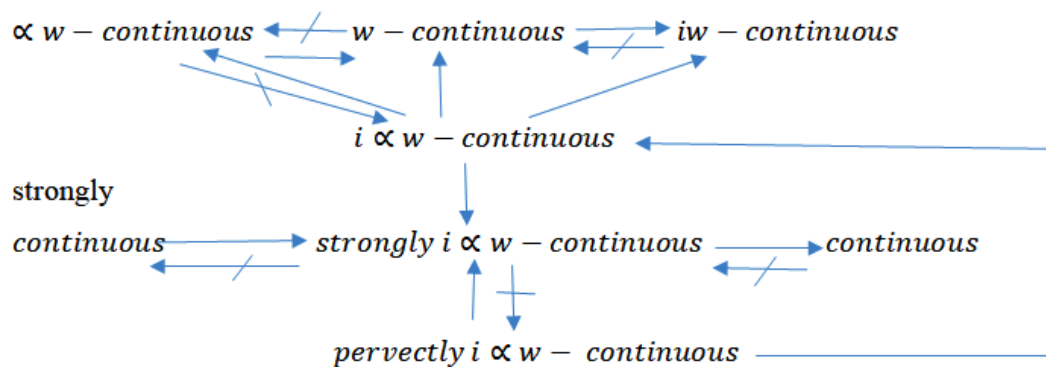 ∝ w − continuous w − continuous iw − continuous
i ∝ w − continuous
strongly
continuous strongly i ∝ w − continuous continuous
pervectly i ∝ w − continuous